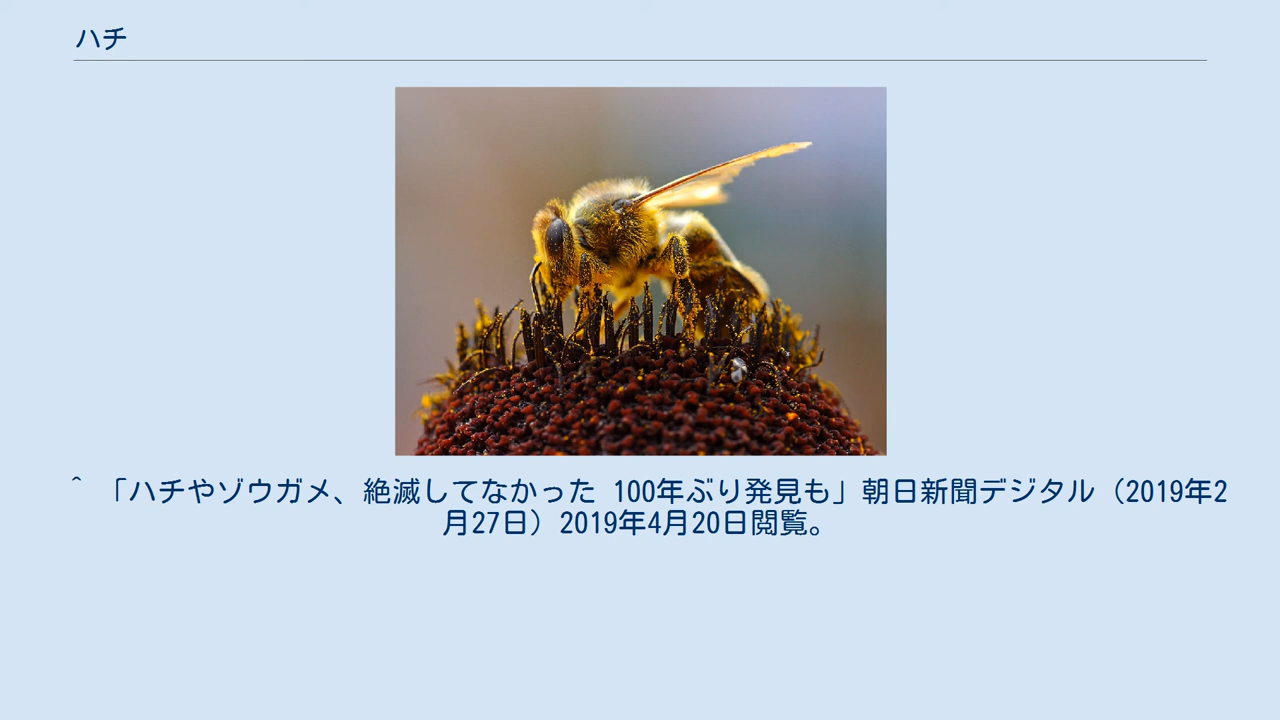 ハチ
^ 「ハチやゾウガメ、絶滅してなかった 100年ぶり発見も」朝日新聞デジタル（2019年2
月27日）2019年4月20日閲覧。